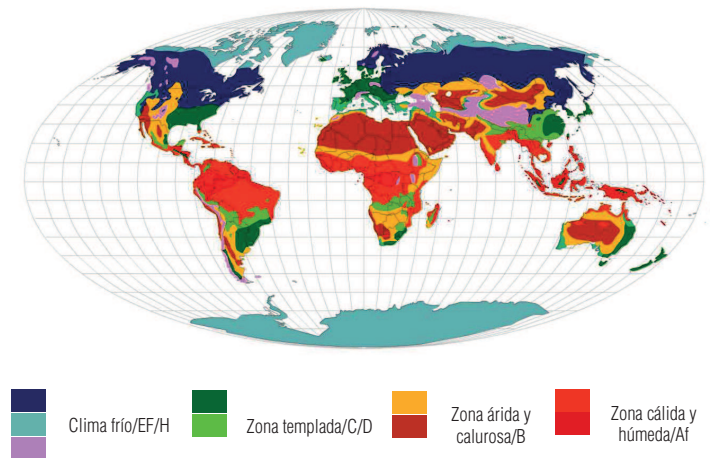 Clima frío/EF/H
Zona templada/C/D
Zona árida y
calurosa/B
Zona cálida y
húmeda/Af